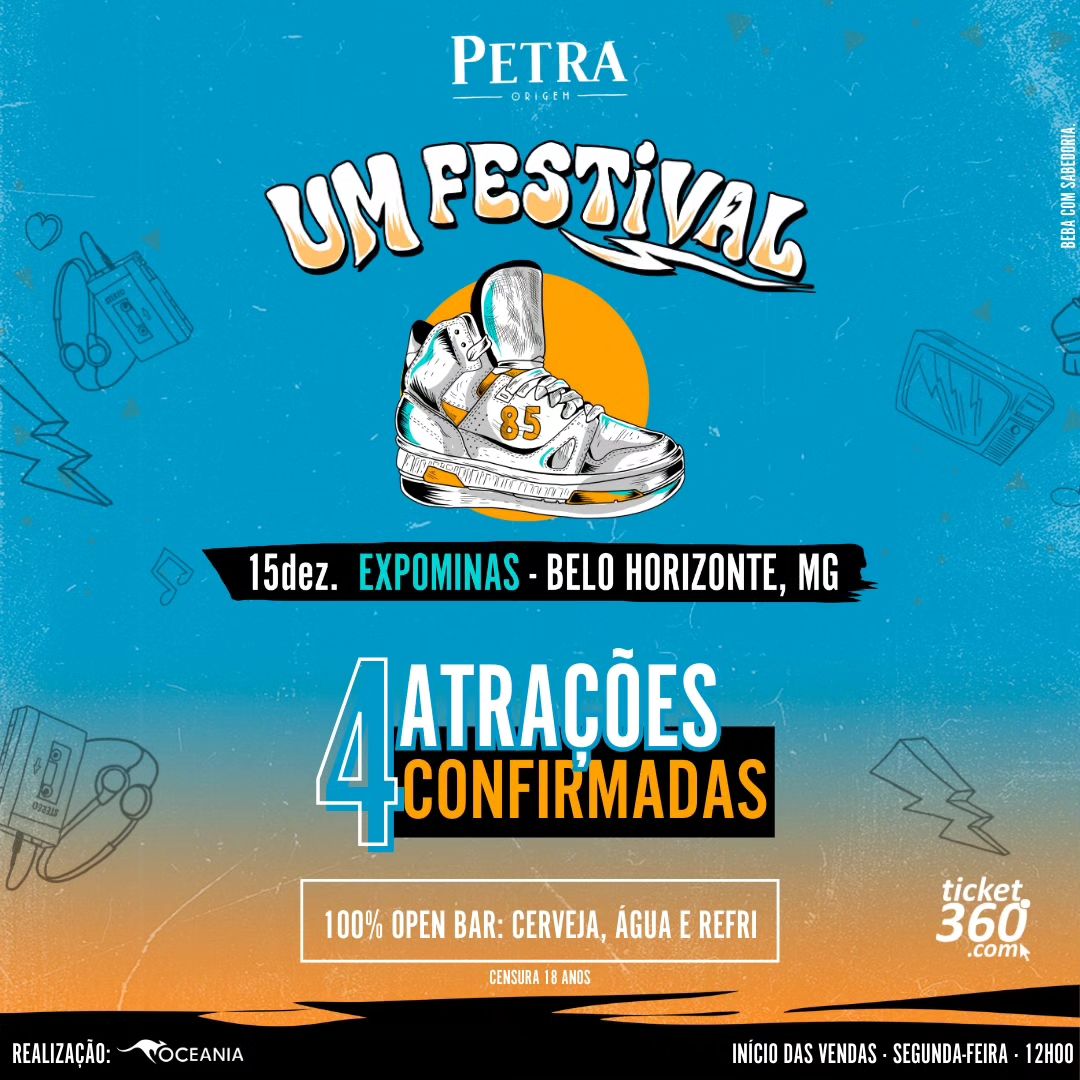 PETRA
ORIGEM
BEBA COM SABEDORIA.
UM FESTIVAL
85
15dez. EXPOMINAS - BELO HORIZONTE, MG
4 ATRAÇÕES
CONFIRMADAS
STEREO
100% OPEN BAR: CERVEJA, ÁGUA E REFRI
ticket
360
.com
CENSURA 18 ANOS
REALIZAÇÃO: OCEANIA
INÍCIO DAS VENDAS · SEGUNDA-FEIRA · 12H00